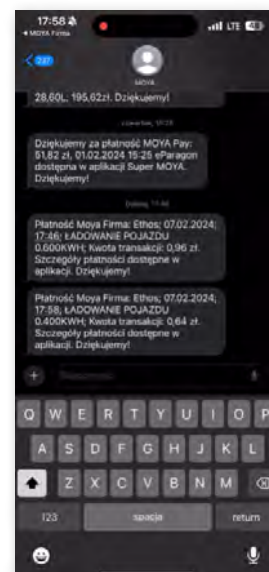 17:58
LTE
◀ MOYA Firma
237
MOYA
28,60L; 195,62zł. Dziękujemy!
Dziękujemy za płatność MOYA Pay:
51,82 zł, 01.02.2024 15:25 eParagon
dostępna w aplikacji Super MOYA.
Dziękujemy!
Płatność Moya Firma: Ethos; 07.02.2024;
17:46; ŁADOWANIE POJAZDU
0.600KWH; Kwota transakcji: 0,96 zł.
Szczegóły płatności dostępne w
aplikacji. Dziękujemy!
Płatność Moya Firma: Ethos; 07.02.2024;
17:58; ŁADOWANIE POJAZDU
0.400KWH; Kwota transakcji: 0,64 zł.
Szczegóły płatności dostępne w
aplikacji. Dziękujemy!
Q W E R T Y U I O P
A S D F G H J K L
Z X C V B N M
123 spacja return